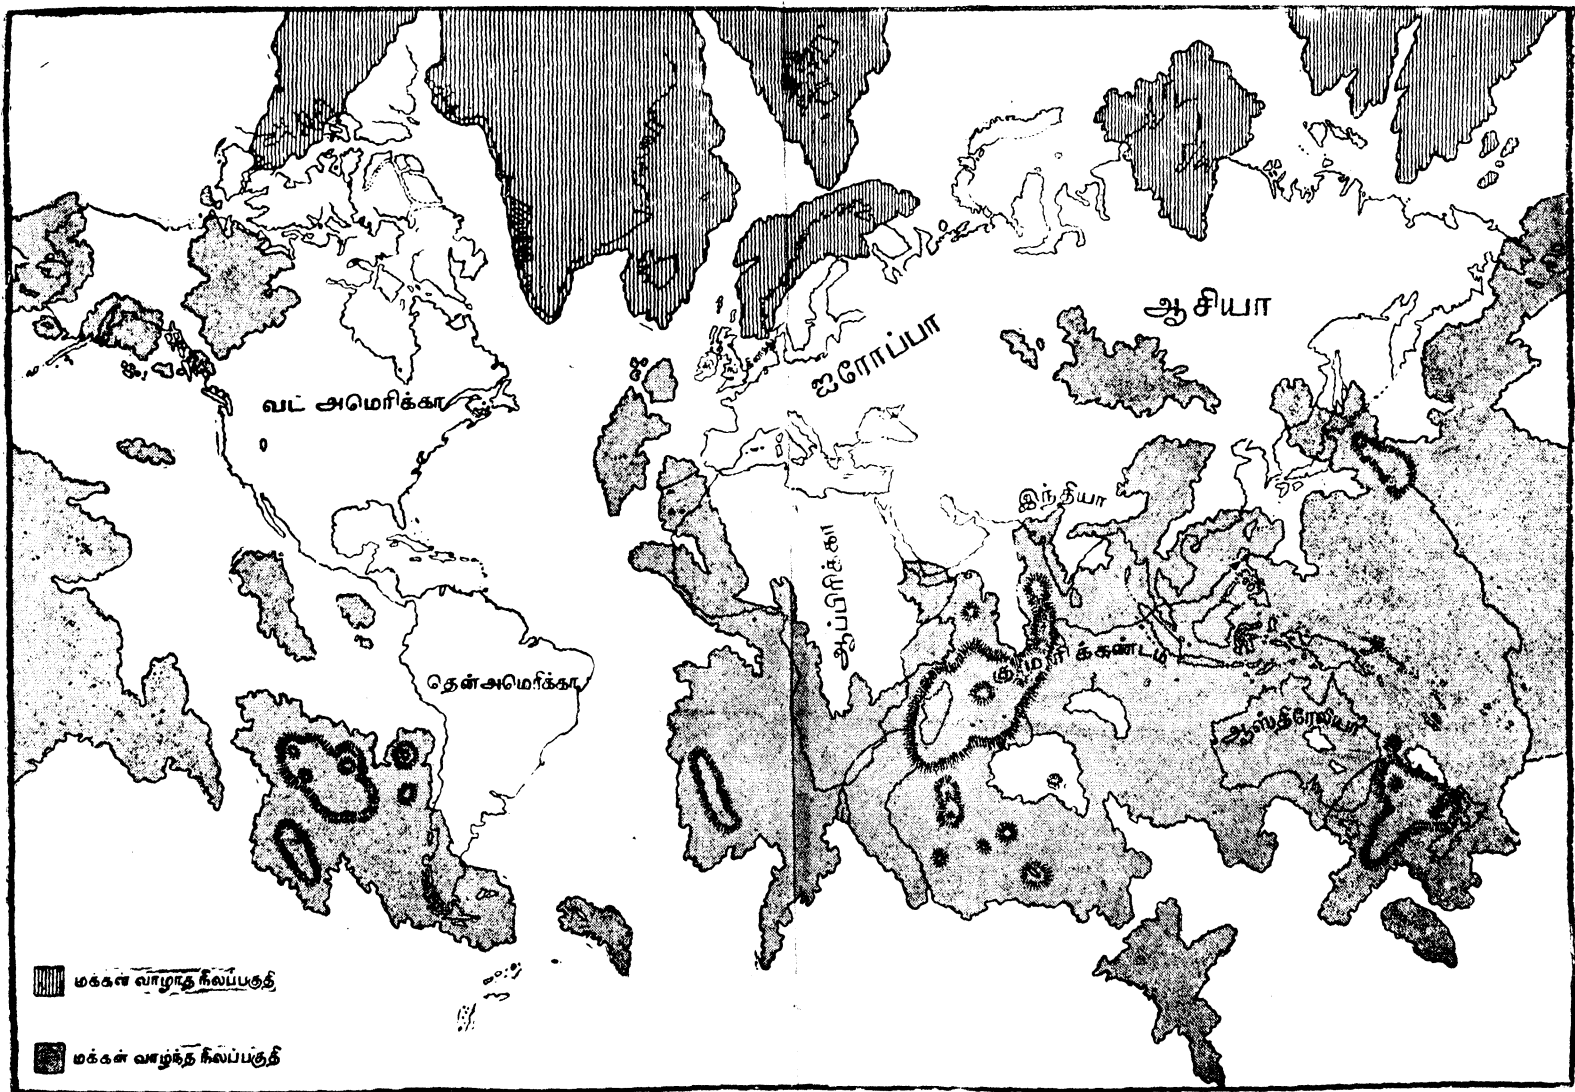 ஆசியா
ஐரோப்பா
வட அமெரிக்கா
இந்தியா
ஆப்பிரிக்கா
குமரிக்கண்டம்
தென்அமெரிக்கா
ஆஸ்திரேலியா
மக்கள் வாழாத நிலப்பகுதி
மக்கள் வாழ்ந்த நிலப்பகுதி